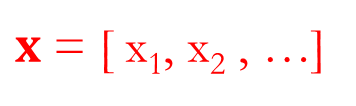 x = [ x₁, x₂ , …]